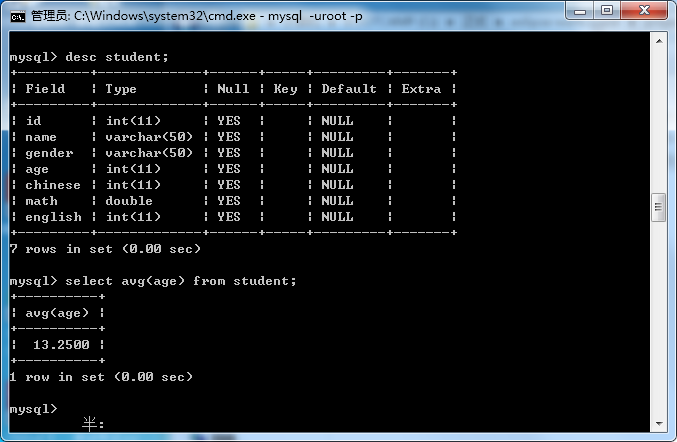 管理员: C:\Windows\system32\cmd.exe - mysql  -uroot -p
mysql> desc student;
+---------+-------------+------+-----+---------+-------+
| Field   | Type        | Null | Key | Default | Extra |
+---------+-------------+------+-----+---------+-------+
| id      | int(11)     | YES  |     | NULL    |       |
| name    | varchar(50) | YES  |     | NULL    |       |
| gender  | varchar(50) | YES  |     | NULL    |       |
| age     | int(11)     | YES  |     | NULL    |       |
| chinese | int(11)     | YES  |     | NULL    |       |
| math    | double      | YES  |     | NULL    |       |
| english | int(11)     | YES  |     | NULL    |       |
+---------+-------------+------+-----+---------+-------+
7 rows in set (0.00 sec)
mysql> select avg(age) from student;
+----------+
| avg(age) |
+----------+
|  13.2500 |
+----------+
1 row in set (0.00 sec)
mysql>
半: